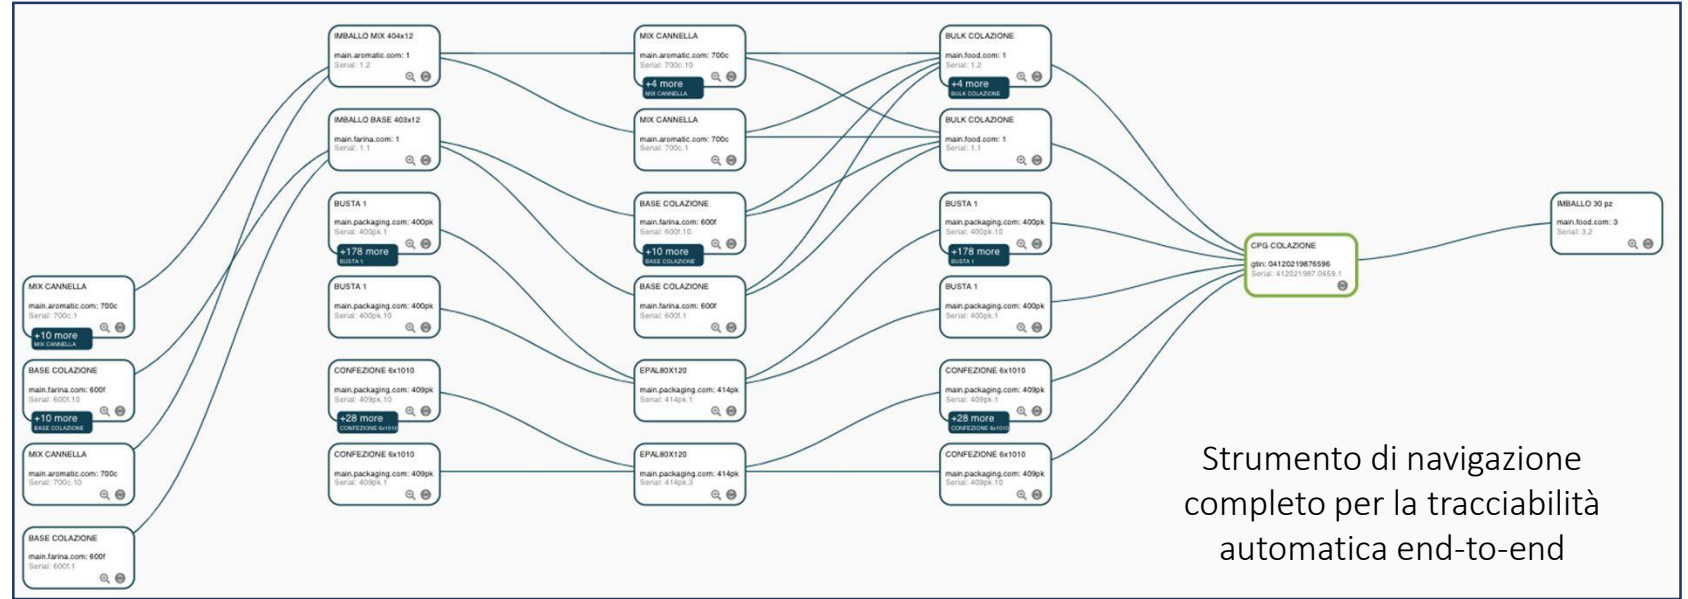 IMBALLO MIX 404x12
main.aromatic.com: 1
Serial: 1.2
MIX CANNELLA
main.aromatic.com: 700c
Serial: 700c.10
+4 more
MIX CANNELLA
BULK COLAZIONE
main.food.com: 1
Serial: 1.2
+4 more
BULK COLAZIONE
IMBALLO BASE 403x12
main.farina.com: 1
Serial: 1.1
MIX CANNELLA
main.aromatic.com: 700c
Serial: 700c.1
BULK COLAZIONE
main.food.com: 1
Serial: 1.1
BUSTA 1
main.packaging.com: 400pk
Serial: 400pk.1
+178 more
BUSTA 1
BASE COLAZIONE
main.farina.com: 600f
Serial: 600f.10
+10 more
BASE COLAZIONE
BUSTA 1
main.packaging.com: 400pk
Serial: 400pk.10
+178 more
BUSTA 1
IMBALLO 30 pz
main.food.com: 3
Serial: 3.2
CPG COLAZIONE
gtin: 04120219876596
Serial: 412021987.0659.1
MIX CANNELLA
main.aromatic.com: 700c
Serial: 700c.1
+10 more
MIX CANNELLA
BUSTA 1
main.packaging.com: 400pk
Serial: 400pk.10
BASE COLAZIONE
main.farina.com: 600f
Serial: 600f.1
BUSTA 1
main.packaging.com: 400pk
Serial: 400pk.1
BASE COLAZIONE
main.farina.com: 600f
Serial: 600f.10
+10 more
BASE COLAZIONE
CONFEZIONE 6x1010
main.packaging.com: 409pk
Serial: 409pk.10
+28 more
CONFEZIONE 6x1010
EPAL80X120
main.packaging.com: 414pk
Serial: 414pk.1
CONFEZIONE 6x1010
main.packaging.com: 409pk
Serial: 409pk.1
+28 more
CONFEZIONE 6x1010
MIX CANNELLA
main.aromatic.com: 700c
Serial: 700c.10
CONFEZIONE 6x1010
main.packaging.com: 409pk
Serial: 409pk.1
EPAL80X120
main.packaging.com: 414pk
Serial: 414pk.3
CONFEZIONE 6x1010
main.packaging.com: 409pk
Serial: 409pk.10
BASE COLAZIONE
main.farina.com: 600f
Serial: 600f.1
Strumento di navigazione
completo per la tracciabilità
automatica end-to-end